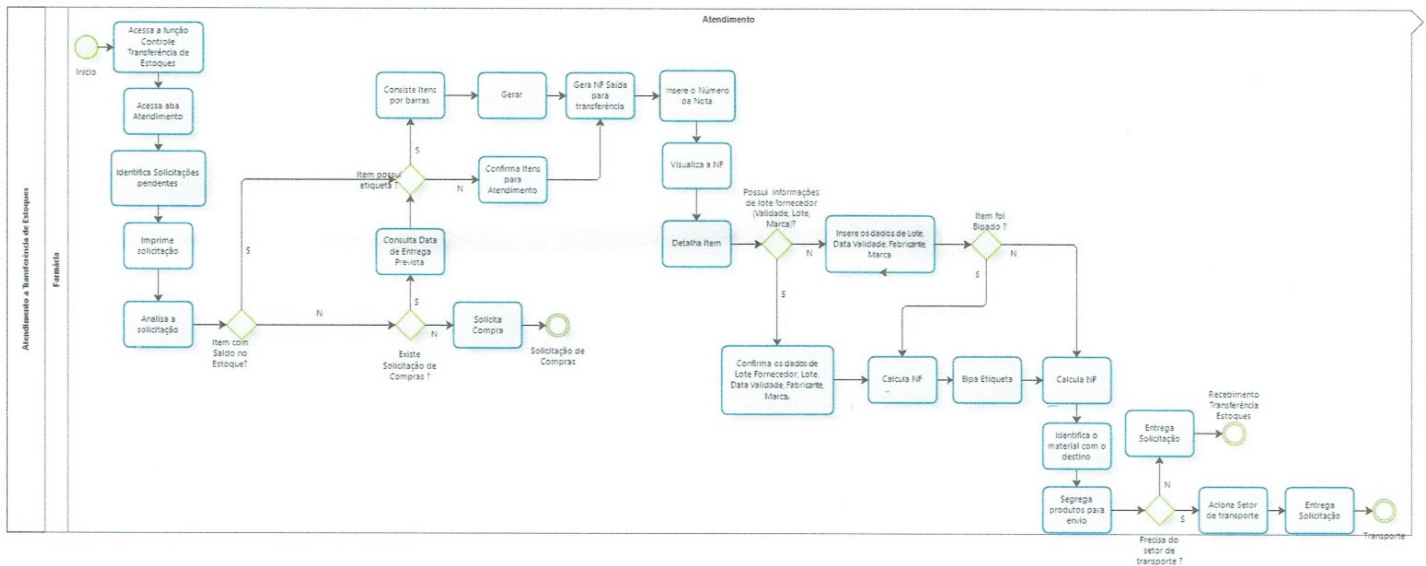 Atendimento
Atendimento a Transferência de Estoques
Farmácia
Início
Acessa a função
Controle
Transferência de
Estoques
Acessa aba
Atendimento
Identifica Solicitações
pendentes
Imprime
solicitação
Analisa a
solicitação
Item com
Saldo no
Estoque?
S
N
Existe
Solicitação de
Compras ?
S
N
Solicita
Compra
Solicitação de
Compras
Consulta Data
de Entrega
Prevista
Item possui
etiqueta ?
S
N
Consiste Itens
por barras
Gerar
Confirma Itens
para
Atendimento
Gera NF Saída
para
transferência
Insere o Número
da Nota
Visualiza a NF
Detalha Item
Possui informações
de lote fornecedor
(Validade, Lote,
Marca)?
N
S
Insere os dados de Lote,
Data Validade, Fabricante,
Marca
Item foi
Bipado ?
N
S
Confirma os dados de
Lote Fornecedor, Lote,
Data Validade, Fabricante,
Marca.
Calcula NF
Bipa Etiqueta
Calcula NF
Identifica o
material com o
destino
Segrega
produtos para
envio
Precisa do
setor de
transporte ?
N
S
Entrega
Solicitação
Recebimento
Transferência
Estoques
Aciona Setor
de transporte
Entrega
Solicitação
Transporte